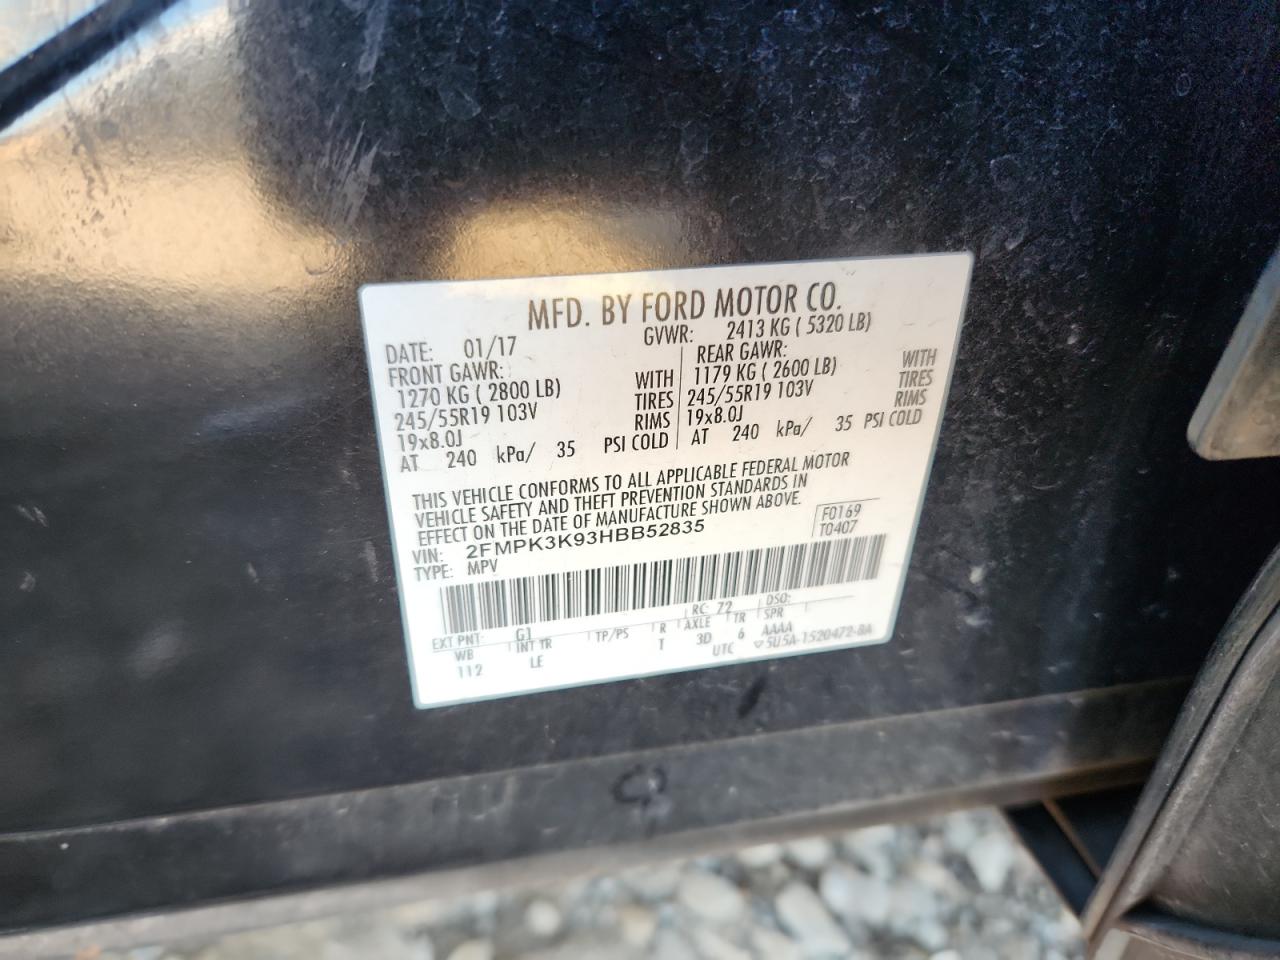 MFD. BY FORD MOTOR CO.
DATE: 01/17
GVWR: 2413 KG ( 5320 LB)
FRONT GAWR:
1270 KG ( 2800 LB) WITH
245/55R19 103V TIRES
19x8.0J RIMS
AT 240 kPa/ 35 PSI COLD
REAR GAWR:
1179 KG ( 2600 LB) WITH
245/55R19 103V TIRES
19x8.0J RIMS
AT 240 kPa/ 35 PSI COLD
THIS VEHICLE CONFORMS TO ALL APPLICABLE FEDERAL MOTOR
VEHICLE SAFETY AND THEFT PREVENTION STANDARDS IN
EFFECT ON THE DATE OF MANUFACTURE SHOWN ABOVE.
VIN: 2FMPK3K93HBB52835
TYPE: MPV
F0169
T0407
EXT PNT: G1 RC: 72 DSO:
WB INT TR TP/PS R AXLE TR SPR
112 LE T 3D 6 AAAA
UTC ▽5U5A-1520472-BA